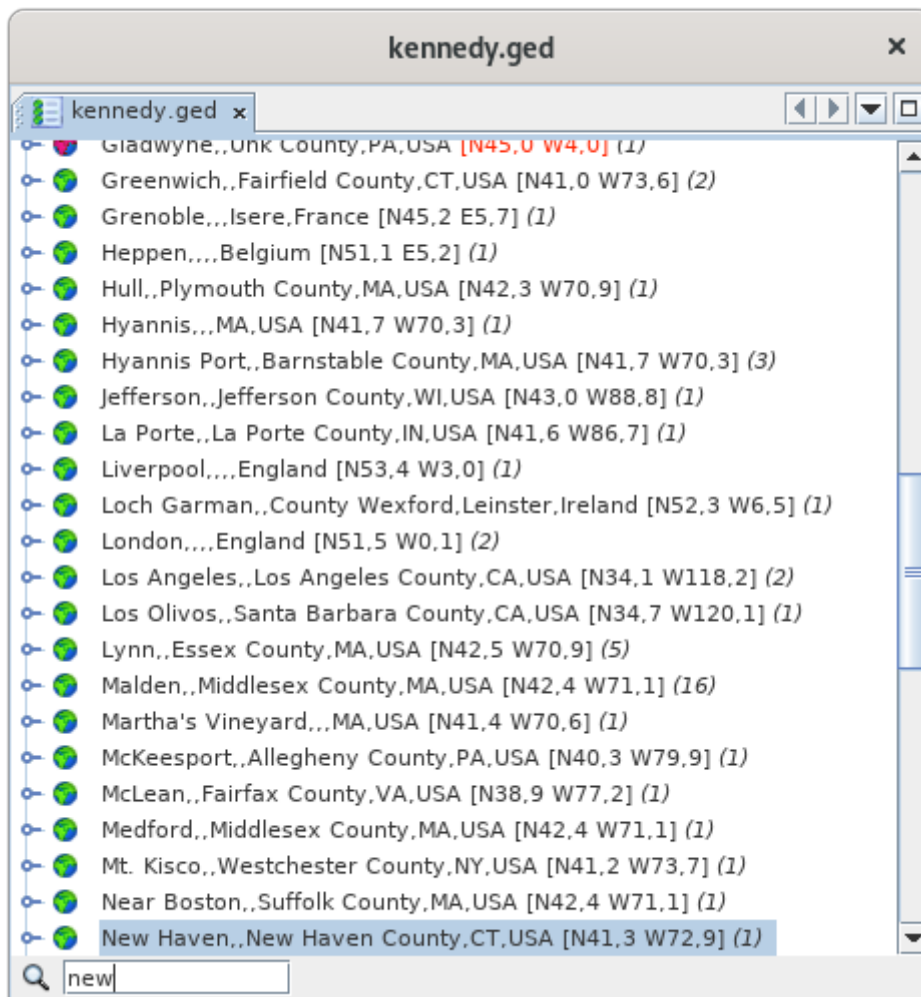 kennedy.ged
kennedy.ged
Gladwyne,,Unk County,PA,USA [N45,0 W4,0] (1)
Greenwich,,Fairfield County,CT,USA [N41,0 W73,6] (2)
Grenoble,,,Isere,France [N45,2 E5,7] (1)
Heppen,,,,Belgium [N51,1 E5,2] (1)
Hull,,Plymouth County,MA,USA [N42,3 W70,9] (1)
Hyannis,,,MA,USA [N41,7 W70,3] (1)
Hyannis Port,,Barnstable County,MA,USA [N41,7 W70,3] (3)
Jefferson,,Jefferson County,WI,USA [N43,0 W88,8] (1)
La Porte,,La Porte County,IN,USA [N41,6 W86,7] (1)
Liverpool,,,,England [N53,4 W3,0] (1)
Loch Garman,,County Wexford,Leinster,Ireland [N52,3 W6,5] (1)
London,,,,England [N51,5 W0,1] (2)
Los Angeles,,Los Angeles County,CA,USA [N34,1 W118,2] (2)
Los Olivos,,Santa Barbara County,CA,USA [N34,7 W120,1] (1)
Lynn,,Essex County,MA,USA [N42,5 W70,9] (5)
Malden,,Middlesex County,MA,USA [N42,4 W71,1] (16)
Martha's Vineyard,,,MA,USA [N41,4 W70,6] (1)
McKeesport,,Allegheny County,PA,USA [N40,3 W79,9] (1)
McLean,,Fairfax County,VA,USA [N38,9 W77,2] (1)
Medford,,Middlesex County,MA,USA [N42,4 W71,1] (1)
Mt. Kisco,,Westchester County,NY,USA [N41,2 W73,7] (1)
Near Boston,,Suffolk County,MA,USA [N42,4 W71,1] (1)
New Haven,,New Haven County,CT,USA [N41,3 W72,9] (1)
new